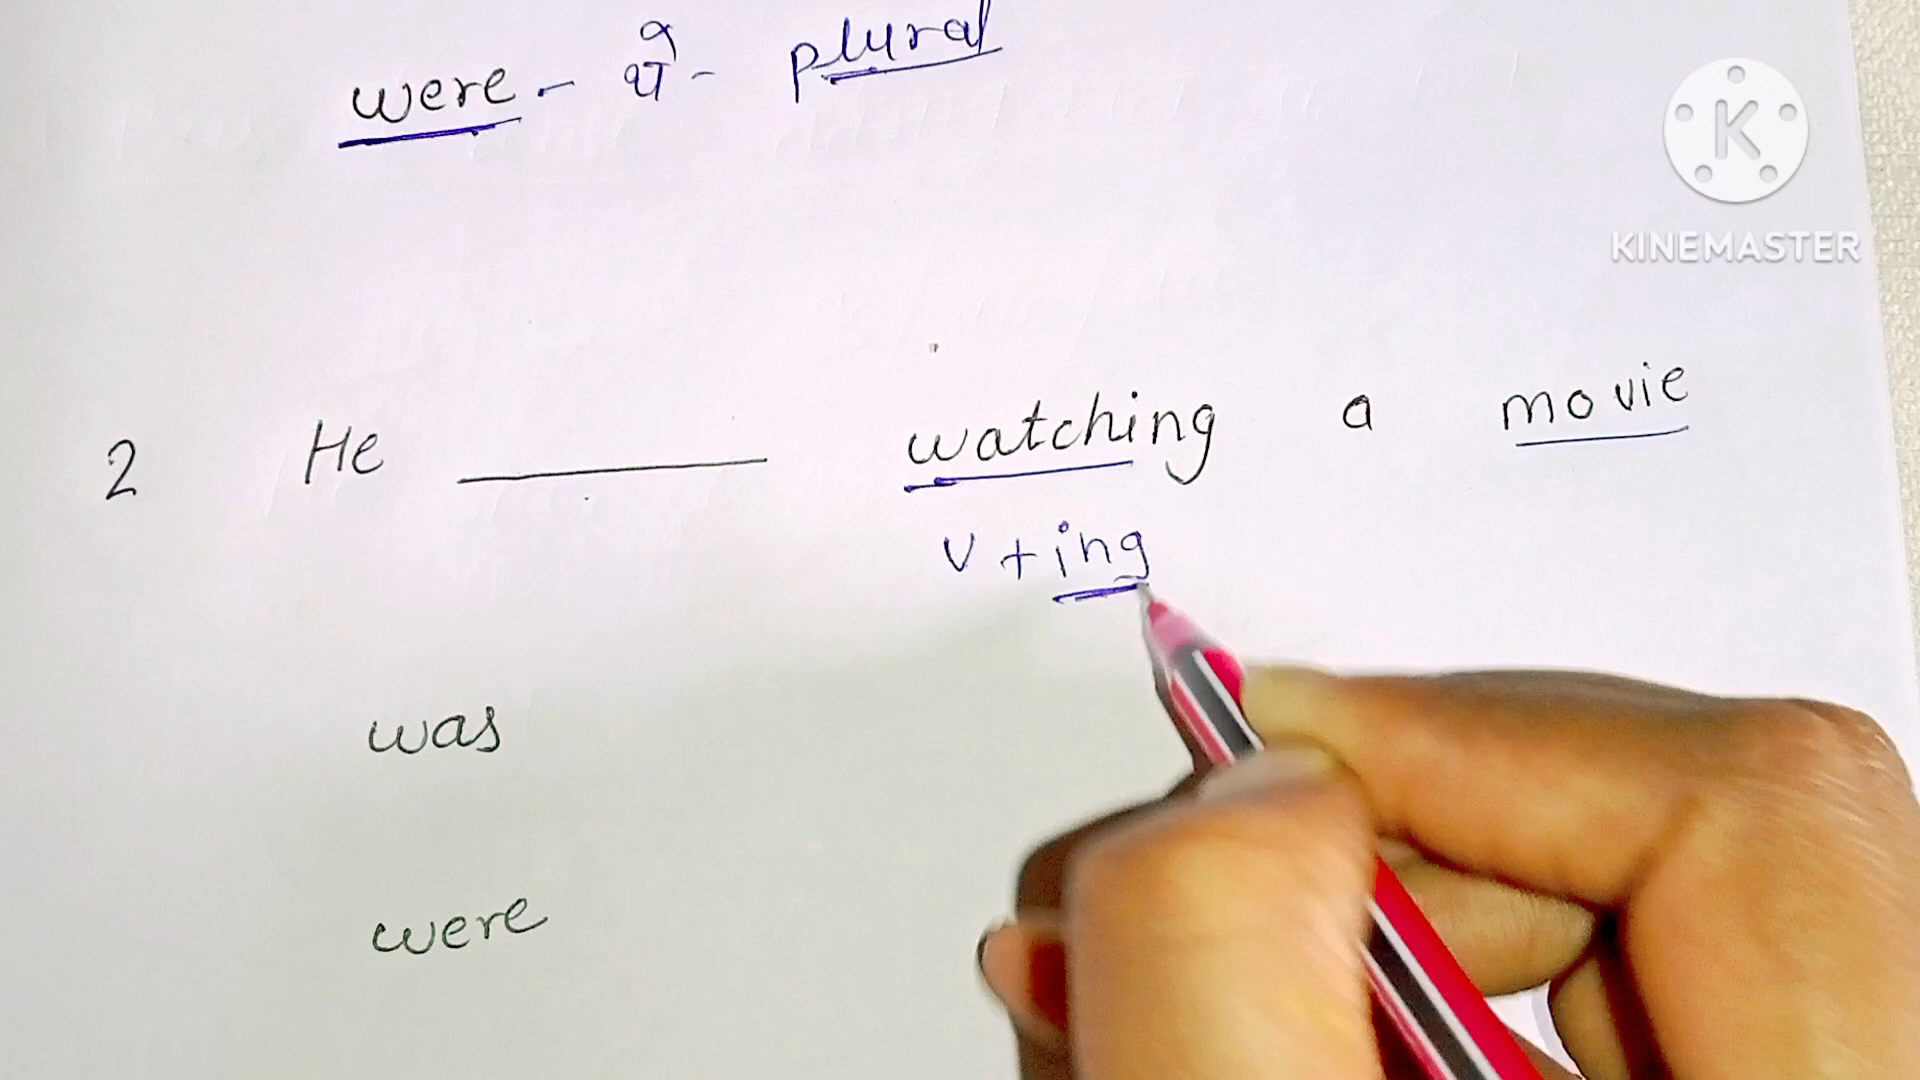 were - थे - plural
K
KINEMASTER
2 He ________ watching a movie
v + ing
was
were